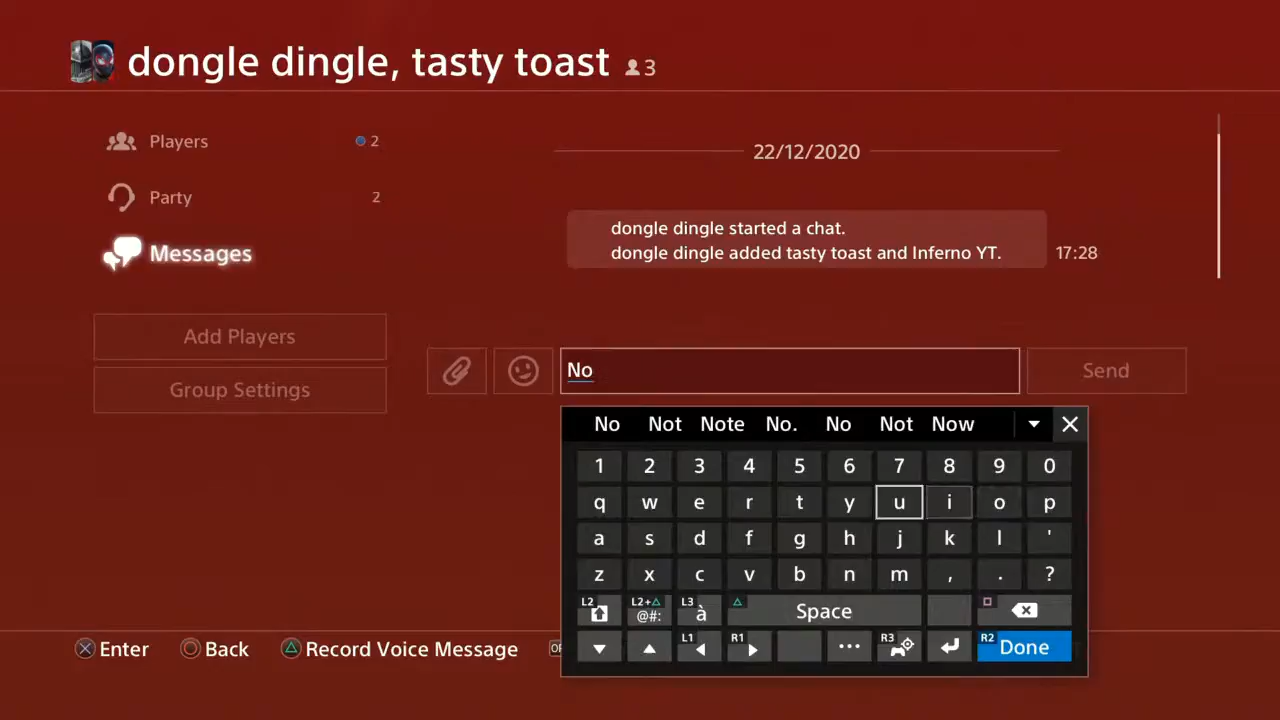 dongle dingle, tasty toast 3
Players 2
Party 2
Messages
Add Players
Group Settings
22/12/2020
dongle dingle started a chat.
dongle dingle added tasty toast and Inferno YT. 17:28
No
Send
No Not Note No. No Not Now
1 2 3 4 5 6 7 8 9 0
q w e r t y u i o p
a s d f g h j k l '
z x c v b n m , . ?
L2 L2+△ @#: L3 à △ Space □
L1 R1 ... R3 R2 Done
Enter Back Record Voice Message OP